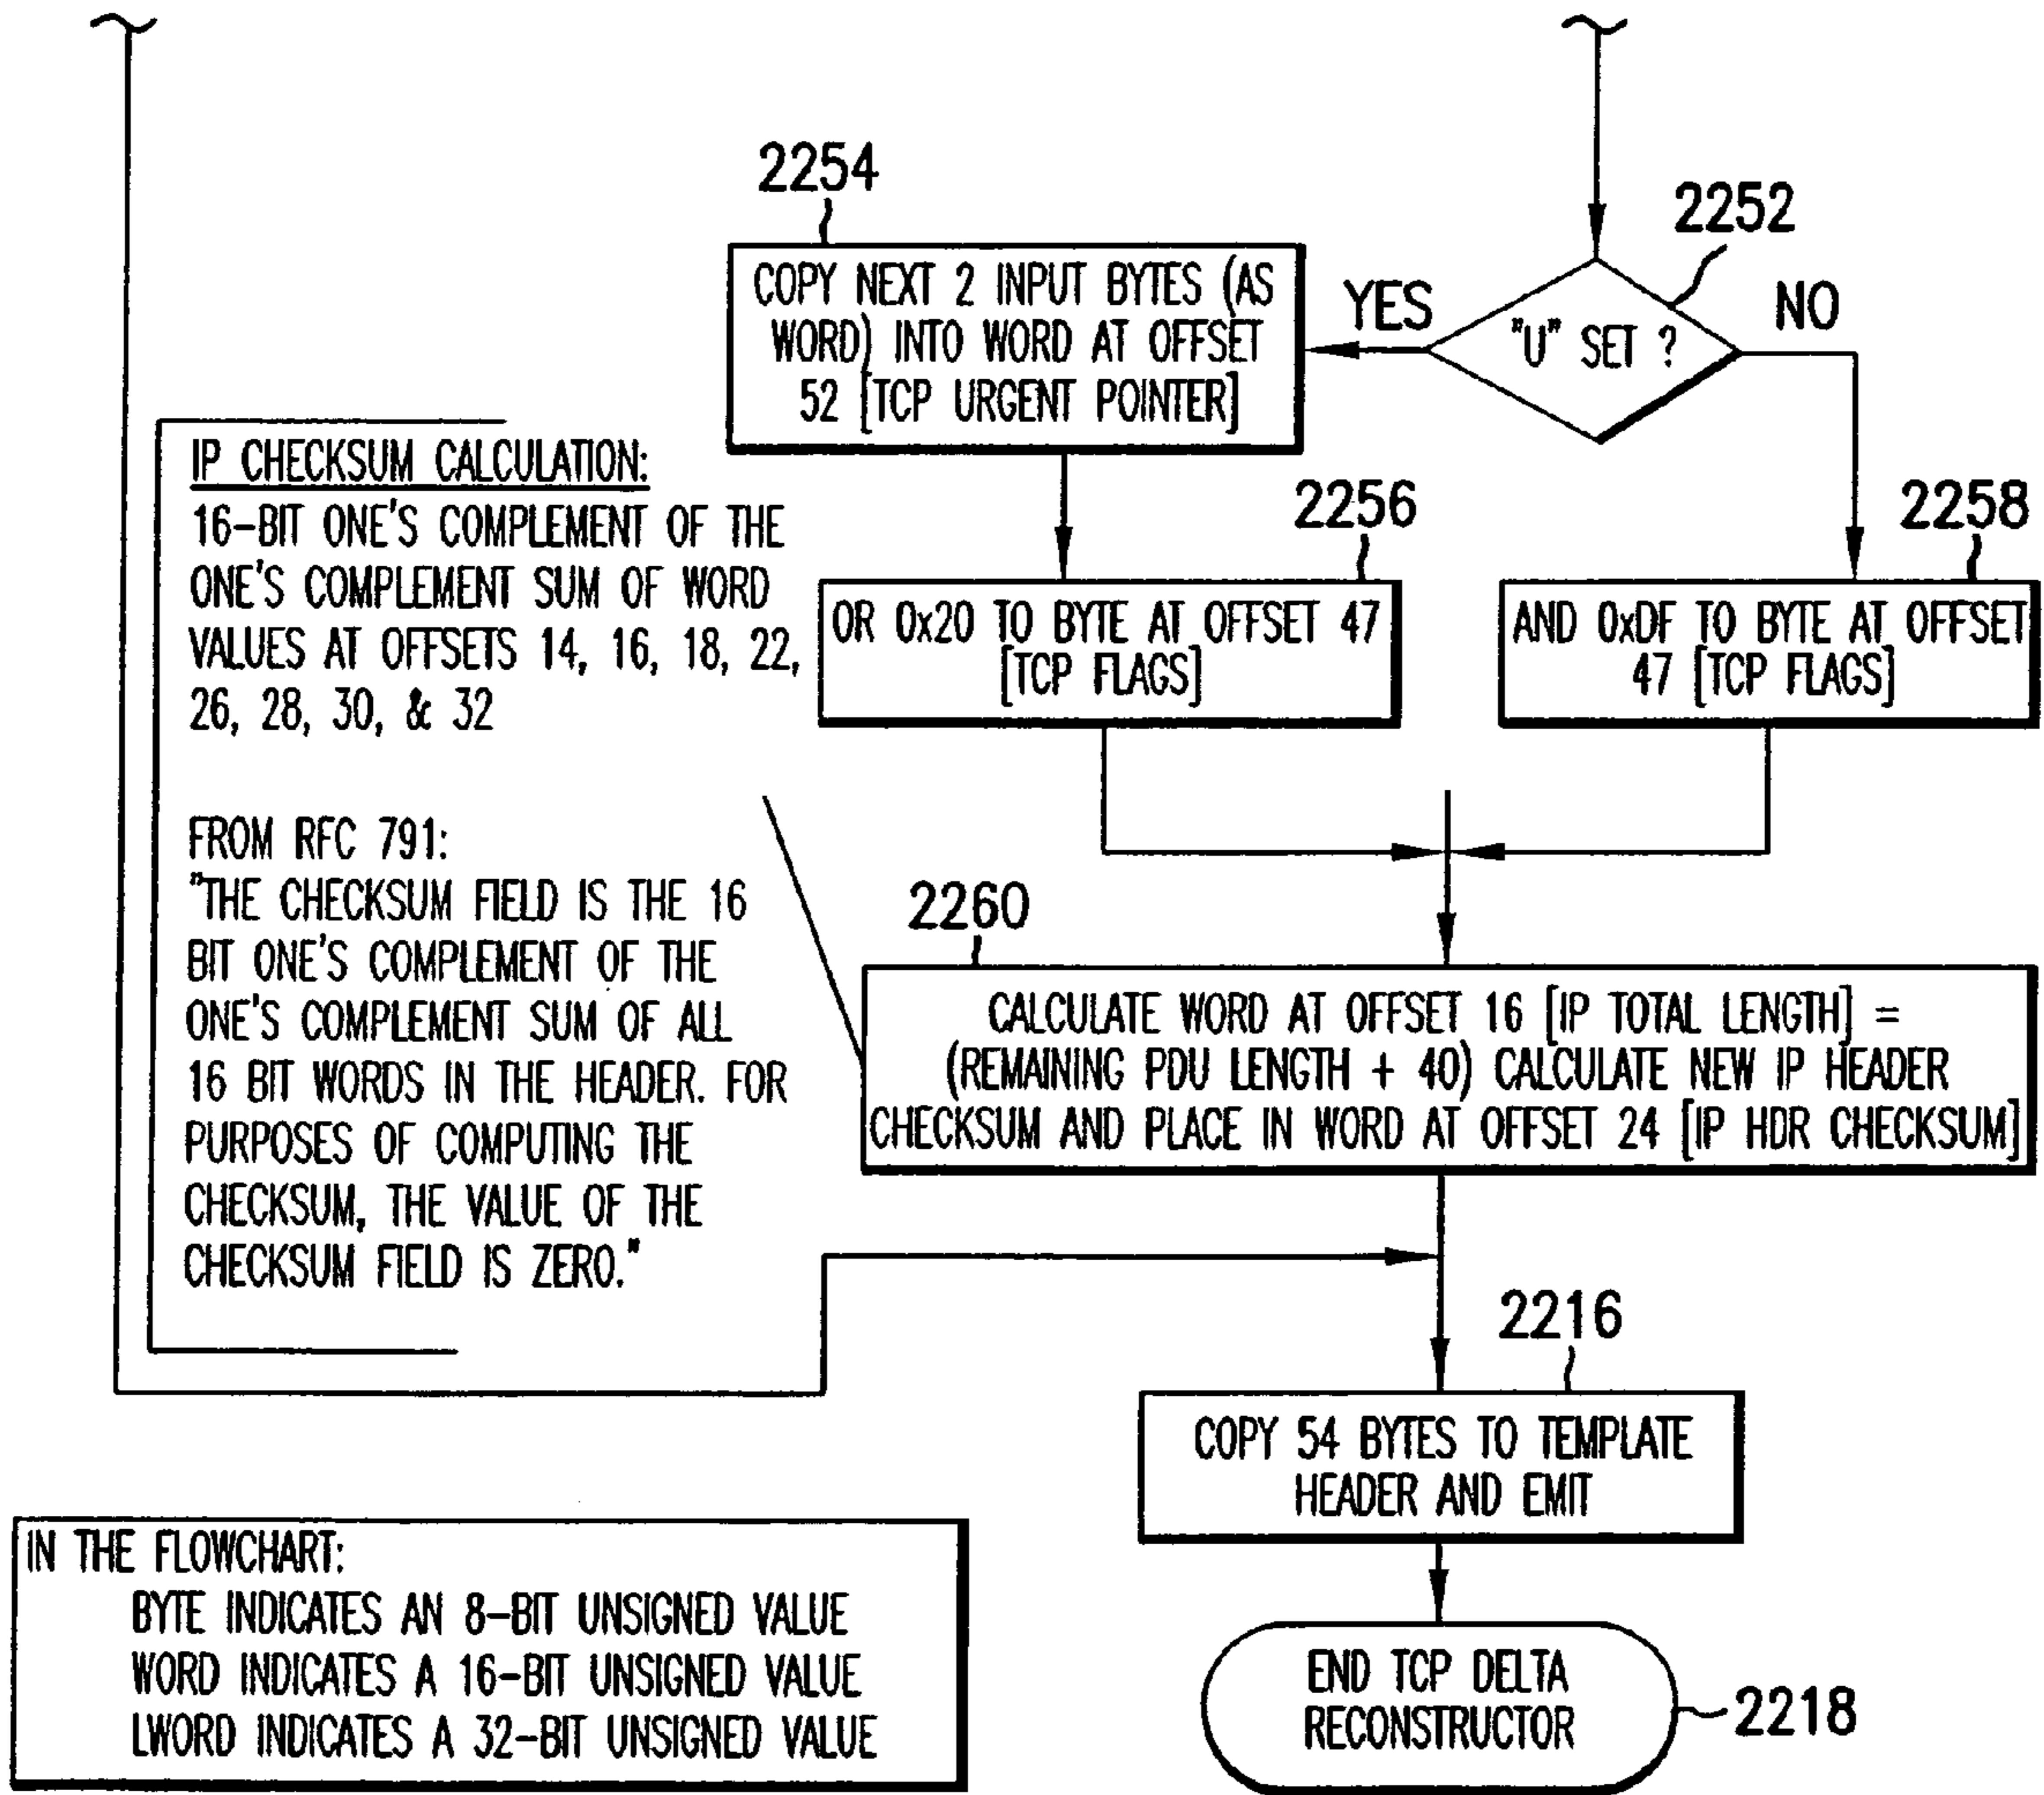 2254
2252
COPY NEXT 2 INPUT BYTES (AS
WORD) INTO WORD AT OFFSET
52 [TCP URGENT POINTER]
YES
"U" SET ?
NO
IP CHECKSUM CALCULATION:
16-BIT ONE'S COMPLEMENT OF THE
ONE'S COMPLEMENT SUM OF WORD
VALUES AT OFFSETS 14, 16, 18, 22,
26, 28, 30, & 32
2256
2258
OR 0x20 TO BYTE AT OFFSET 47
[TCP FLAGS]
AND 0xDF TO BYTE AT OFFSET
47 [TCP FLAGS]
FROM RFC 791:
"THE CHECKSUM FIELD IS THE 16
BIT ONE'S COMPLEMENT OF THE
ONE'S COMPLEMENT SUM OF ALL
16 BIT WORDS IN THE HEADER. FOR
PURPOSES OF COMPUTING THE
CHECKSUM, THE VALUE OF THE
CHECKSUM FIELD IS ZERO."
2260
CALCULATE WORD AT OFFSET 16 [IP TOTAL LENGTH] =
(REMAINING PDU LENGTH + 40) CALCULATE NEW IP HEADER
CHECKSUM AND PLACE IN WORD AT OFFSET 24 [IP HDR CHECKSUM]
2216
COPY 54 BYTES TO TEMPLATE
HEADER AND EMIT
IN THE FLOWCHART:
BYTE INDICATES AN 8-BIT UNSIGNED VALUE
WORD INDICATES A 16-BIT UNSIGNED VALUE
LWORD INDICATES A 32-BIT UNSIGNED VALUE
END TCP DELTA
RECONSTRUCTOR
2218